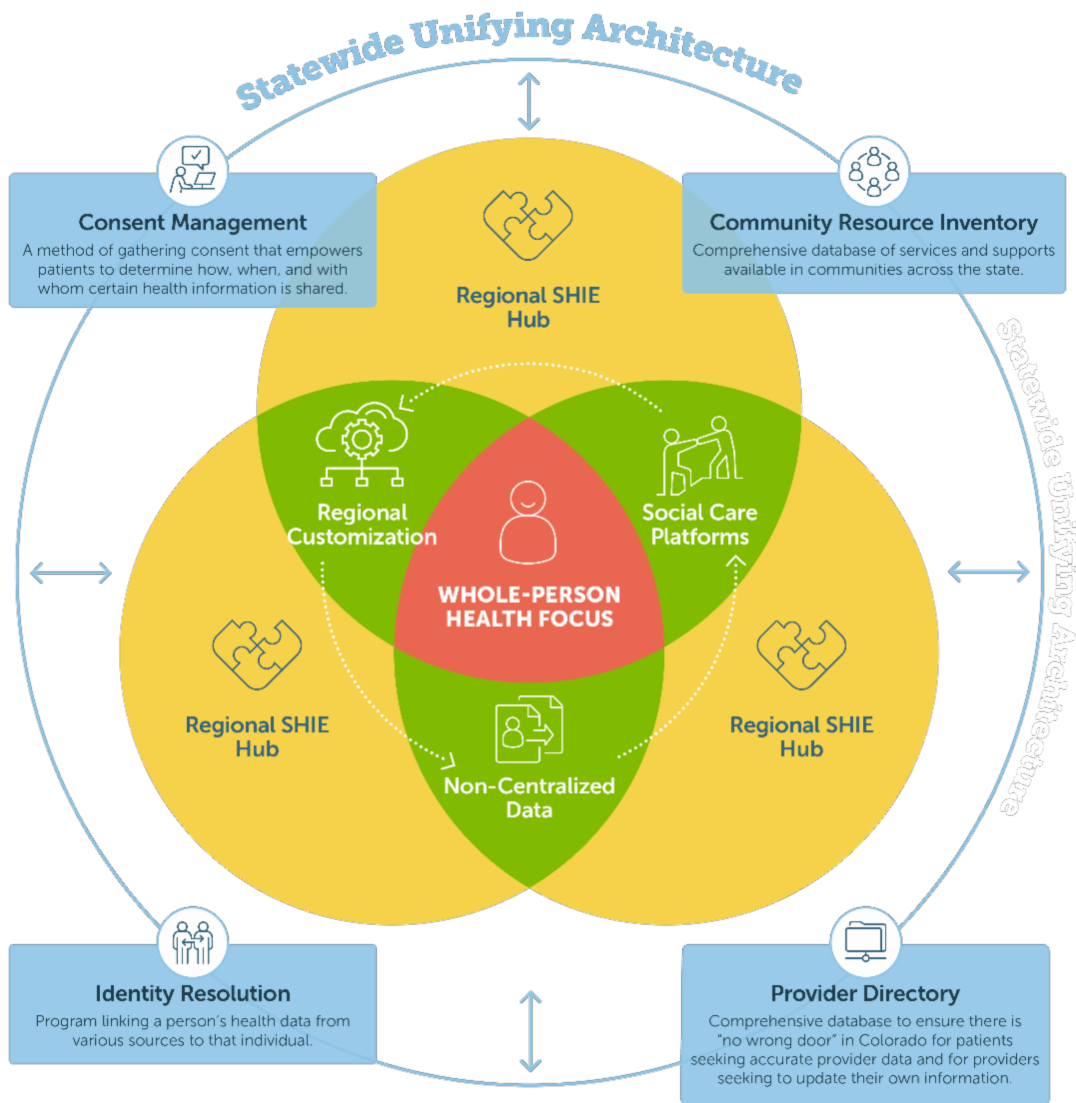 Statewide Unifying Architecture
Consent Management
A method of gathering consent that empowers
patients to determine how, when, and with
whom certain health information is shared.
Community Resource Inventory
Comprehensive database of services and supports
available in communities across the state.
Regional SHIE
Hub
Statewide Unifying Architecture
Regional
Customization
Social Care
Platforms
WHOLE-PERSON
HEALTH FOCUS
Regional SHIE
Hub
Regional SHIE
Hub
Non-Centralized
Data
Identity Resolution
Program linking a person's health data from
various sources to that individual.
Provider Directory
Comprehensive database to ensure there is
"no wrong door" in Colorado for patients
seeking accurate provider data and for providers
seeking to update their own information.